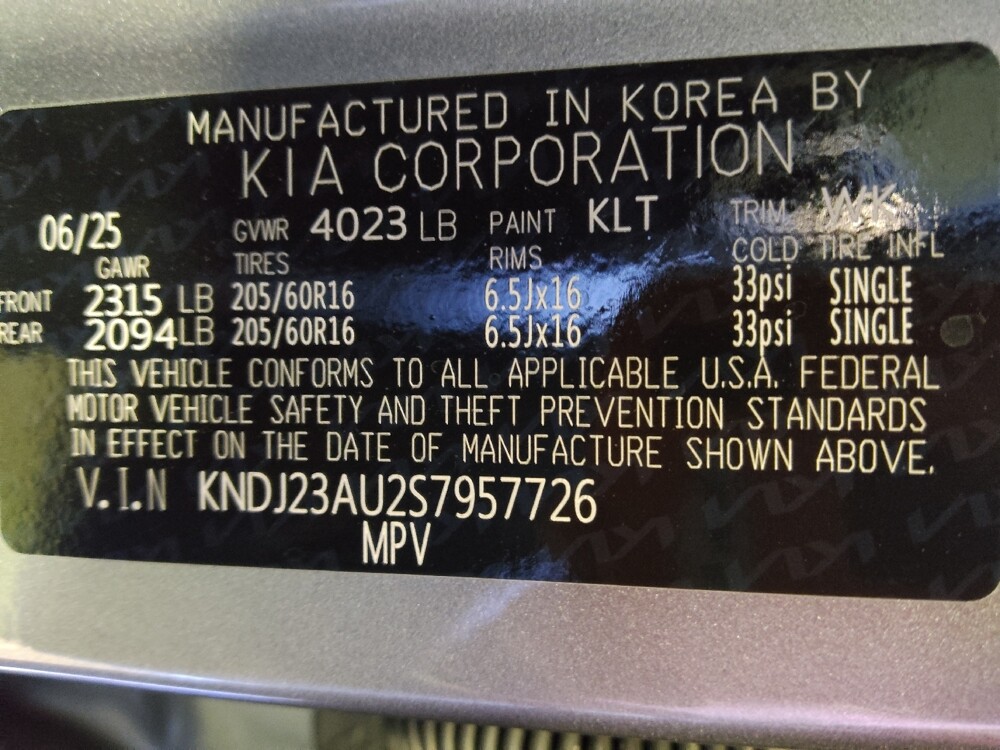 MANUFACTURED IN KOREA BY
KIA CORPORATION
06/25 GVWR 4023 LB PAINT KLT TRIM WK
GAWR TIRES RIMS COLD TIRE INFL
FRONT 2315 LB 205/60R16 6.5Jx16 33psi SINGLE
REAR 2094 LB 205/60R16 6.5Jx16 33psi SINGLE
THIS VEHICLE CONFORMS TO ALL APPLICABLE U.S.A. FEDERAL
MOTOR VEHICLE SAFETY AND THEFT PREVENTION STANDARDS
IN EFFECT ON THE DATE OF MANUFACTURE SHOWN ABOVE.
V.I.N KNDJ23AU2S7957726
MPV